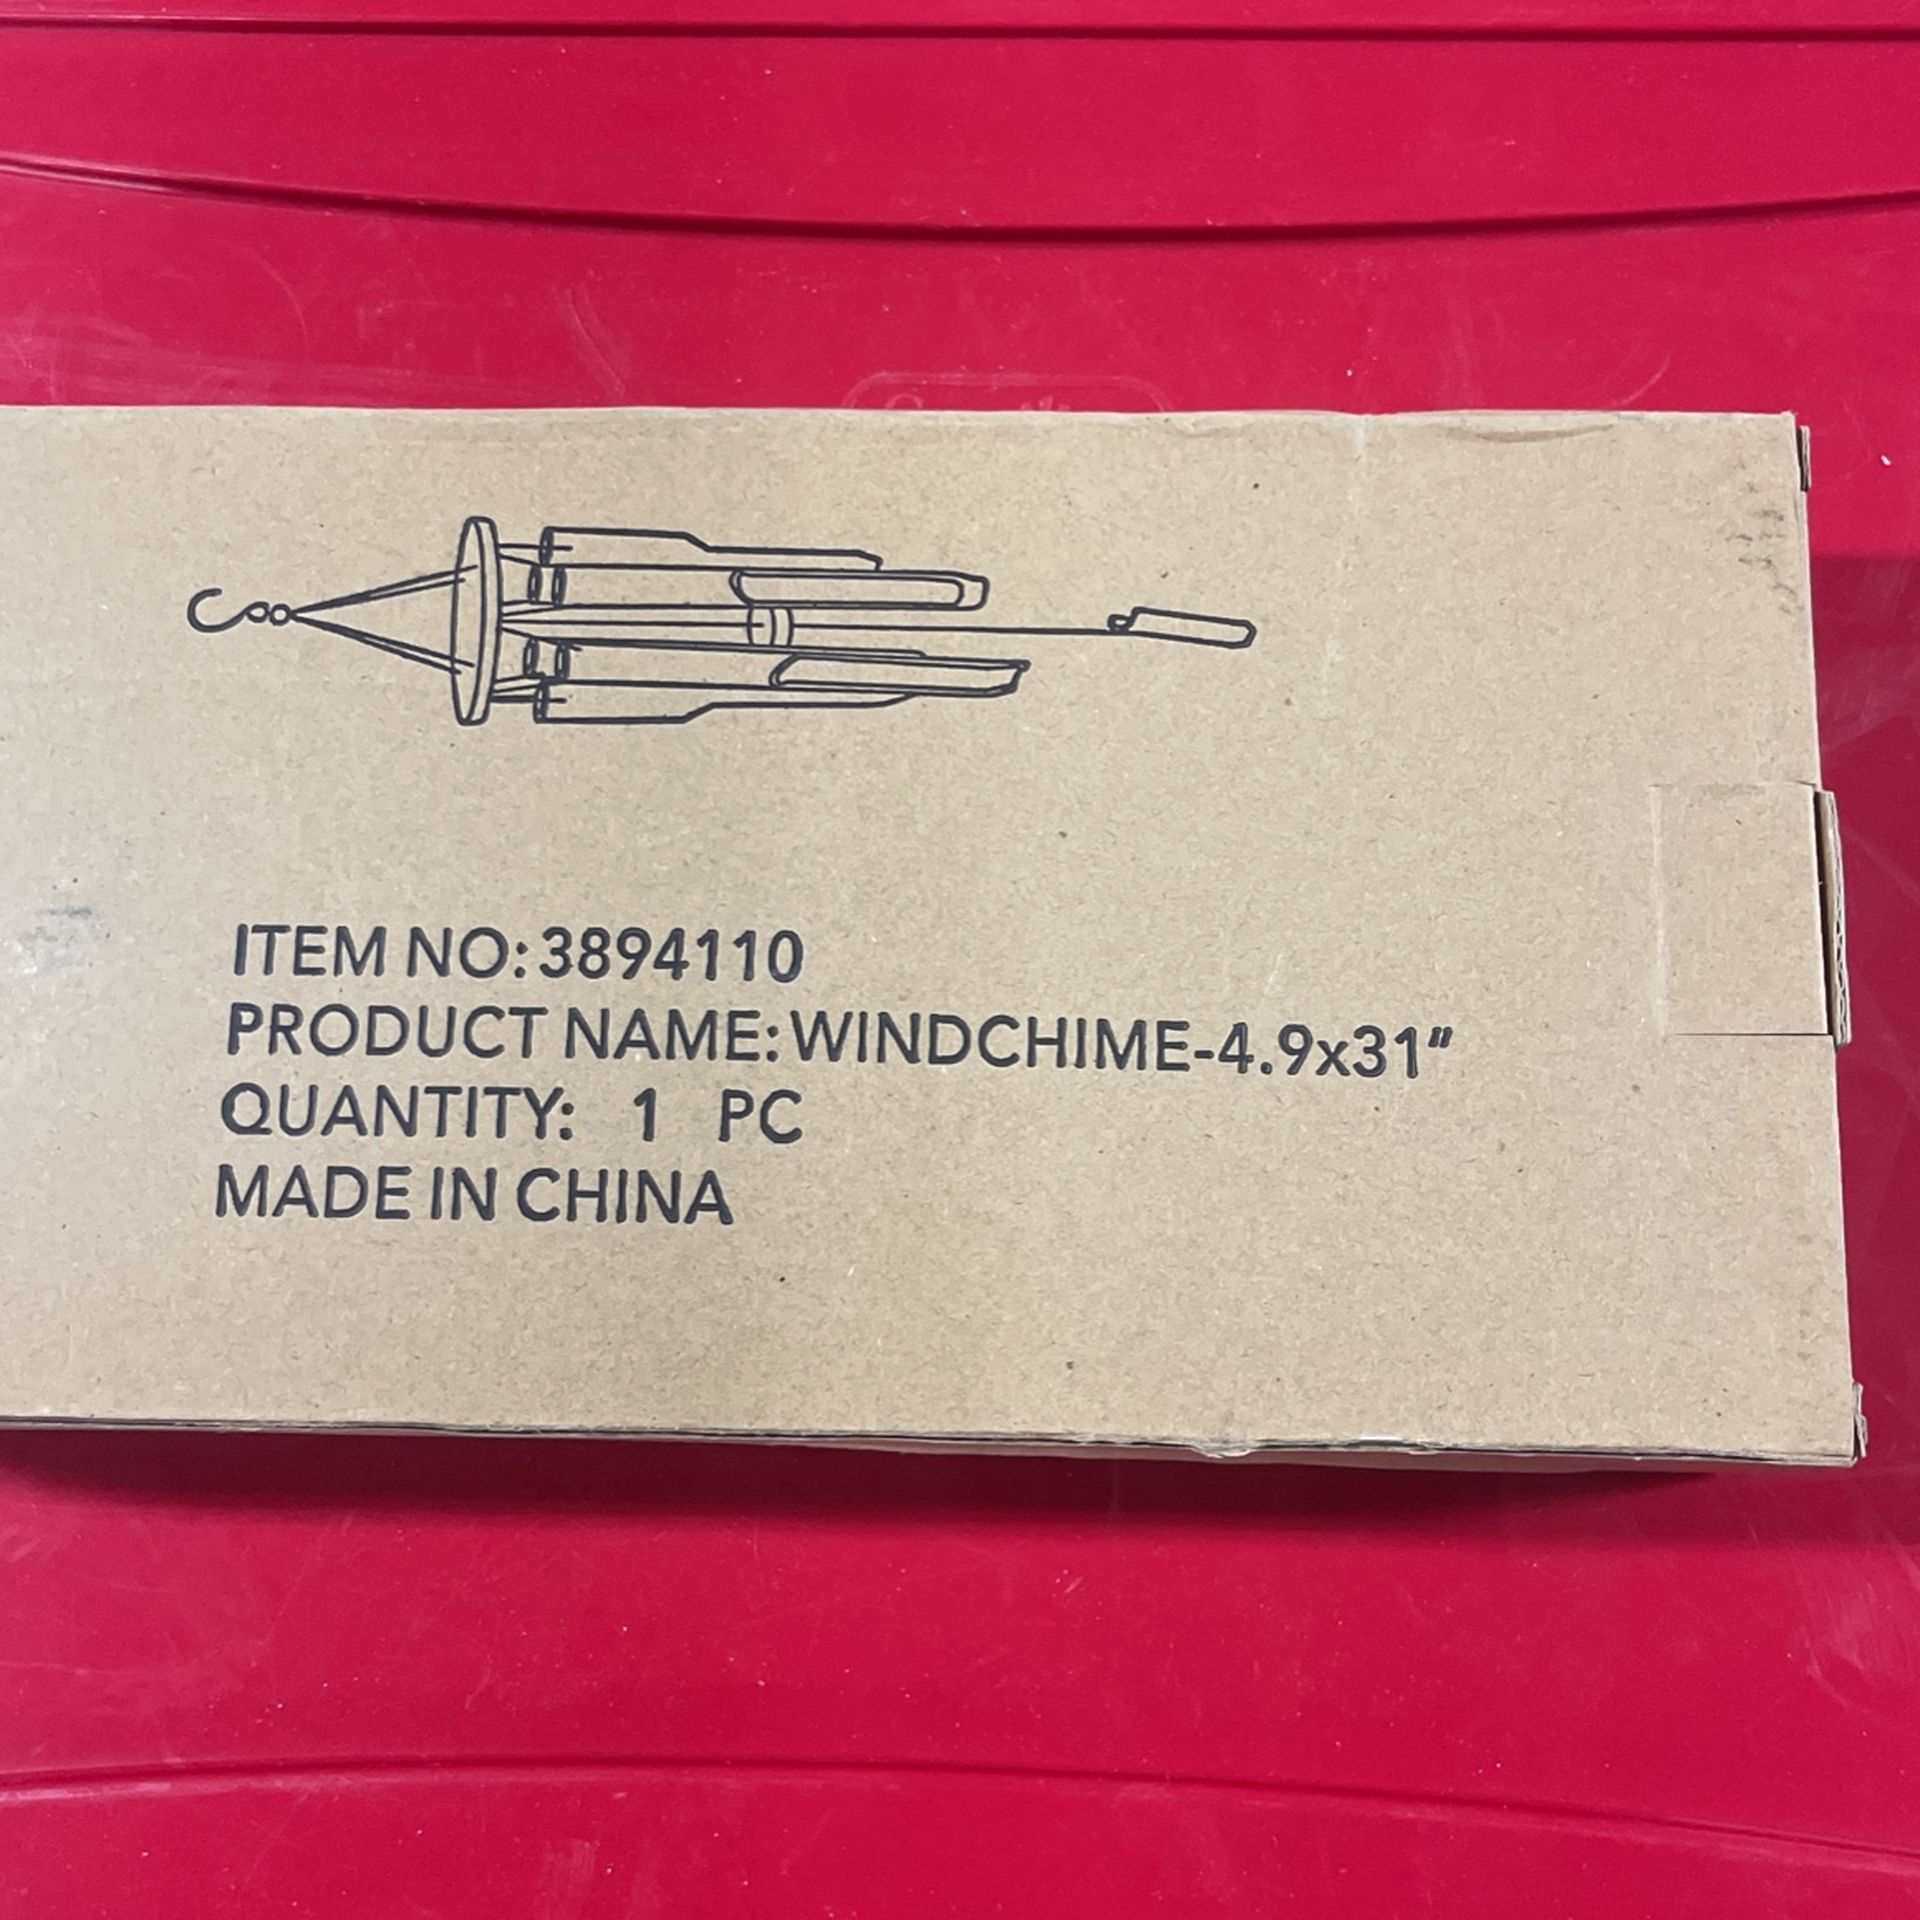 ITEM NO:3894110
PRODUCT NAME:WINDCHIME-4.9x31"
QUANTITY: 1 PC
MADE IN CHINA